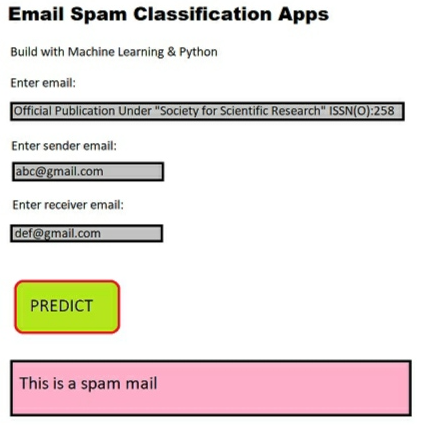 Email Spam Classification Apps
Build with Machine Learning & Python
Enter email:
Official Publication Under "Society for Scientific Research" ISSN(O):258
Enter sender email:
abc@gmail.com
Enter receiver email:
def@gmail.com
PREDICT
This is a spam mail